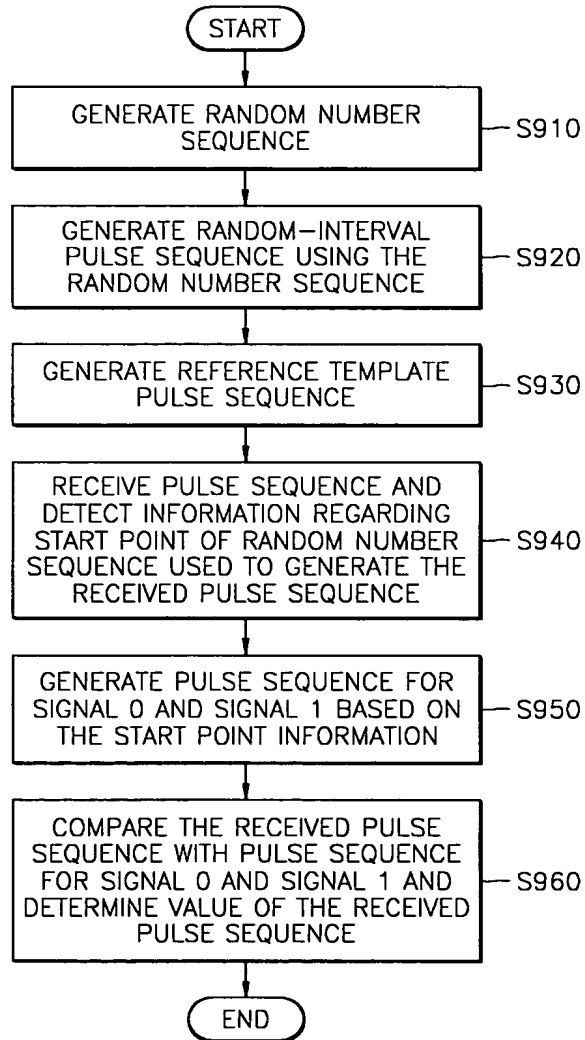 START
GENERATE RANDOM NUMBER
SEQUENCE
S910
GENERATE RANDOM-INTERVAL
PULSE SEQUENCE USING THE
RANDOM NUMBER SEQUENCE
S920
GENERATE REFERENCE TEMPLATE
PULSE SEQUENCE
S930
RECEIVE PULSE SEQUENCE AND
DETECT INFORMATION REGARDING
START POINT OF RANDOM NUMBER
SEQUENCE USED TO GENERATE THE
RECEIVED PULSE SEQUENCE
S940
GENERATE PULSE SEQUENCE FOR
SIGNAL 0 AND SIGNAL 1 BASED ON
THE START POINT INFORMATION
S950
COMPARE THE RECEIVED PULSE
SEQUENCE WITH PULSE SEQUENCE
FOR SIGNAL 0 AND SIGNAL 1 AND
DETERMINE VALUE OF THE RECEIVED
PULSE SEQUENCE
S960
END